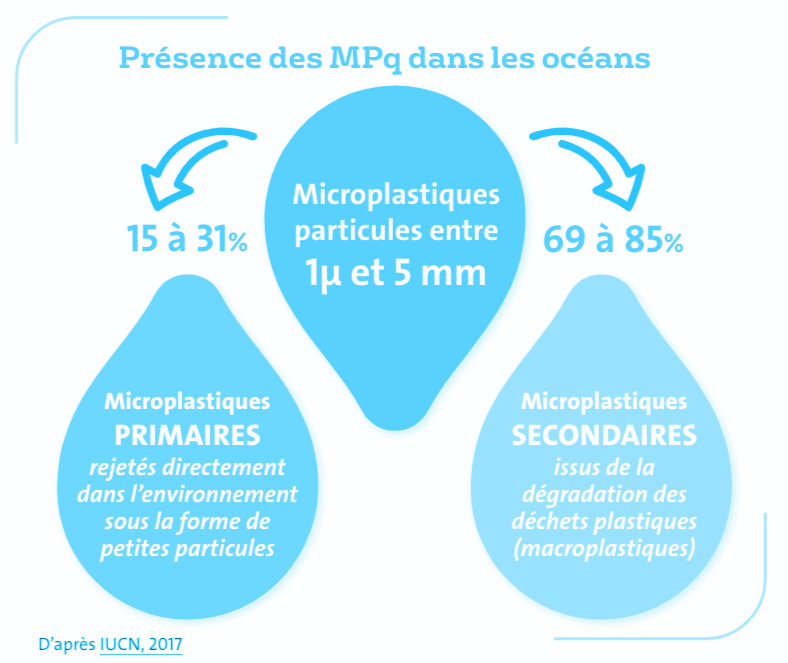 Présence des MPq dans les océans
Microplastiques
particules entre
1µ et 5 mm
15 à 31%
69 à 85%
Microplastiques
PRIMAIRES
rejetés directement
dans l’environnement
sous la forme de
petites particules
Microplastiques
SECONDAIRES
issus de la
dégradation des
déchets plastiques
(macroplastiques)
D’après IUCN, 2017